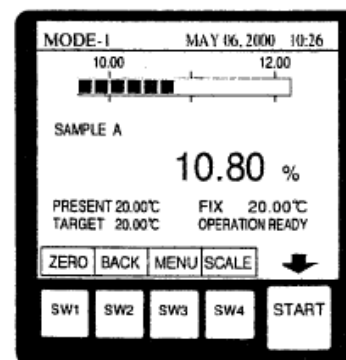 MODE-1 MAY 06, 2000 10:26
10.00 12.00
SAMPLE A
10.80 %
PRESENT 20.00℃ FIX 20.00℃
TARGET 20.00℃ OPERATION READY
ZERO BACK MENU SCALE
SW1 SW2 SW3 SW4 START